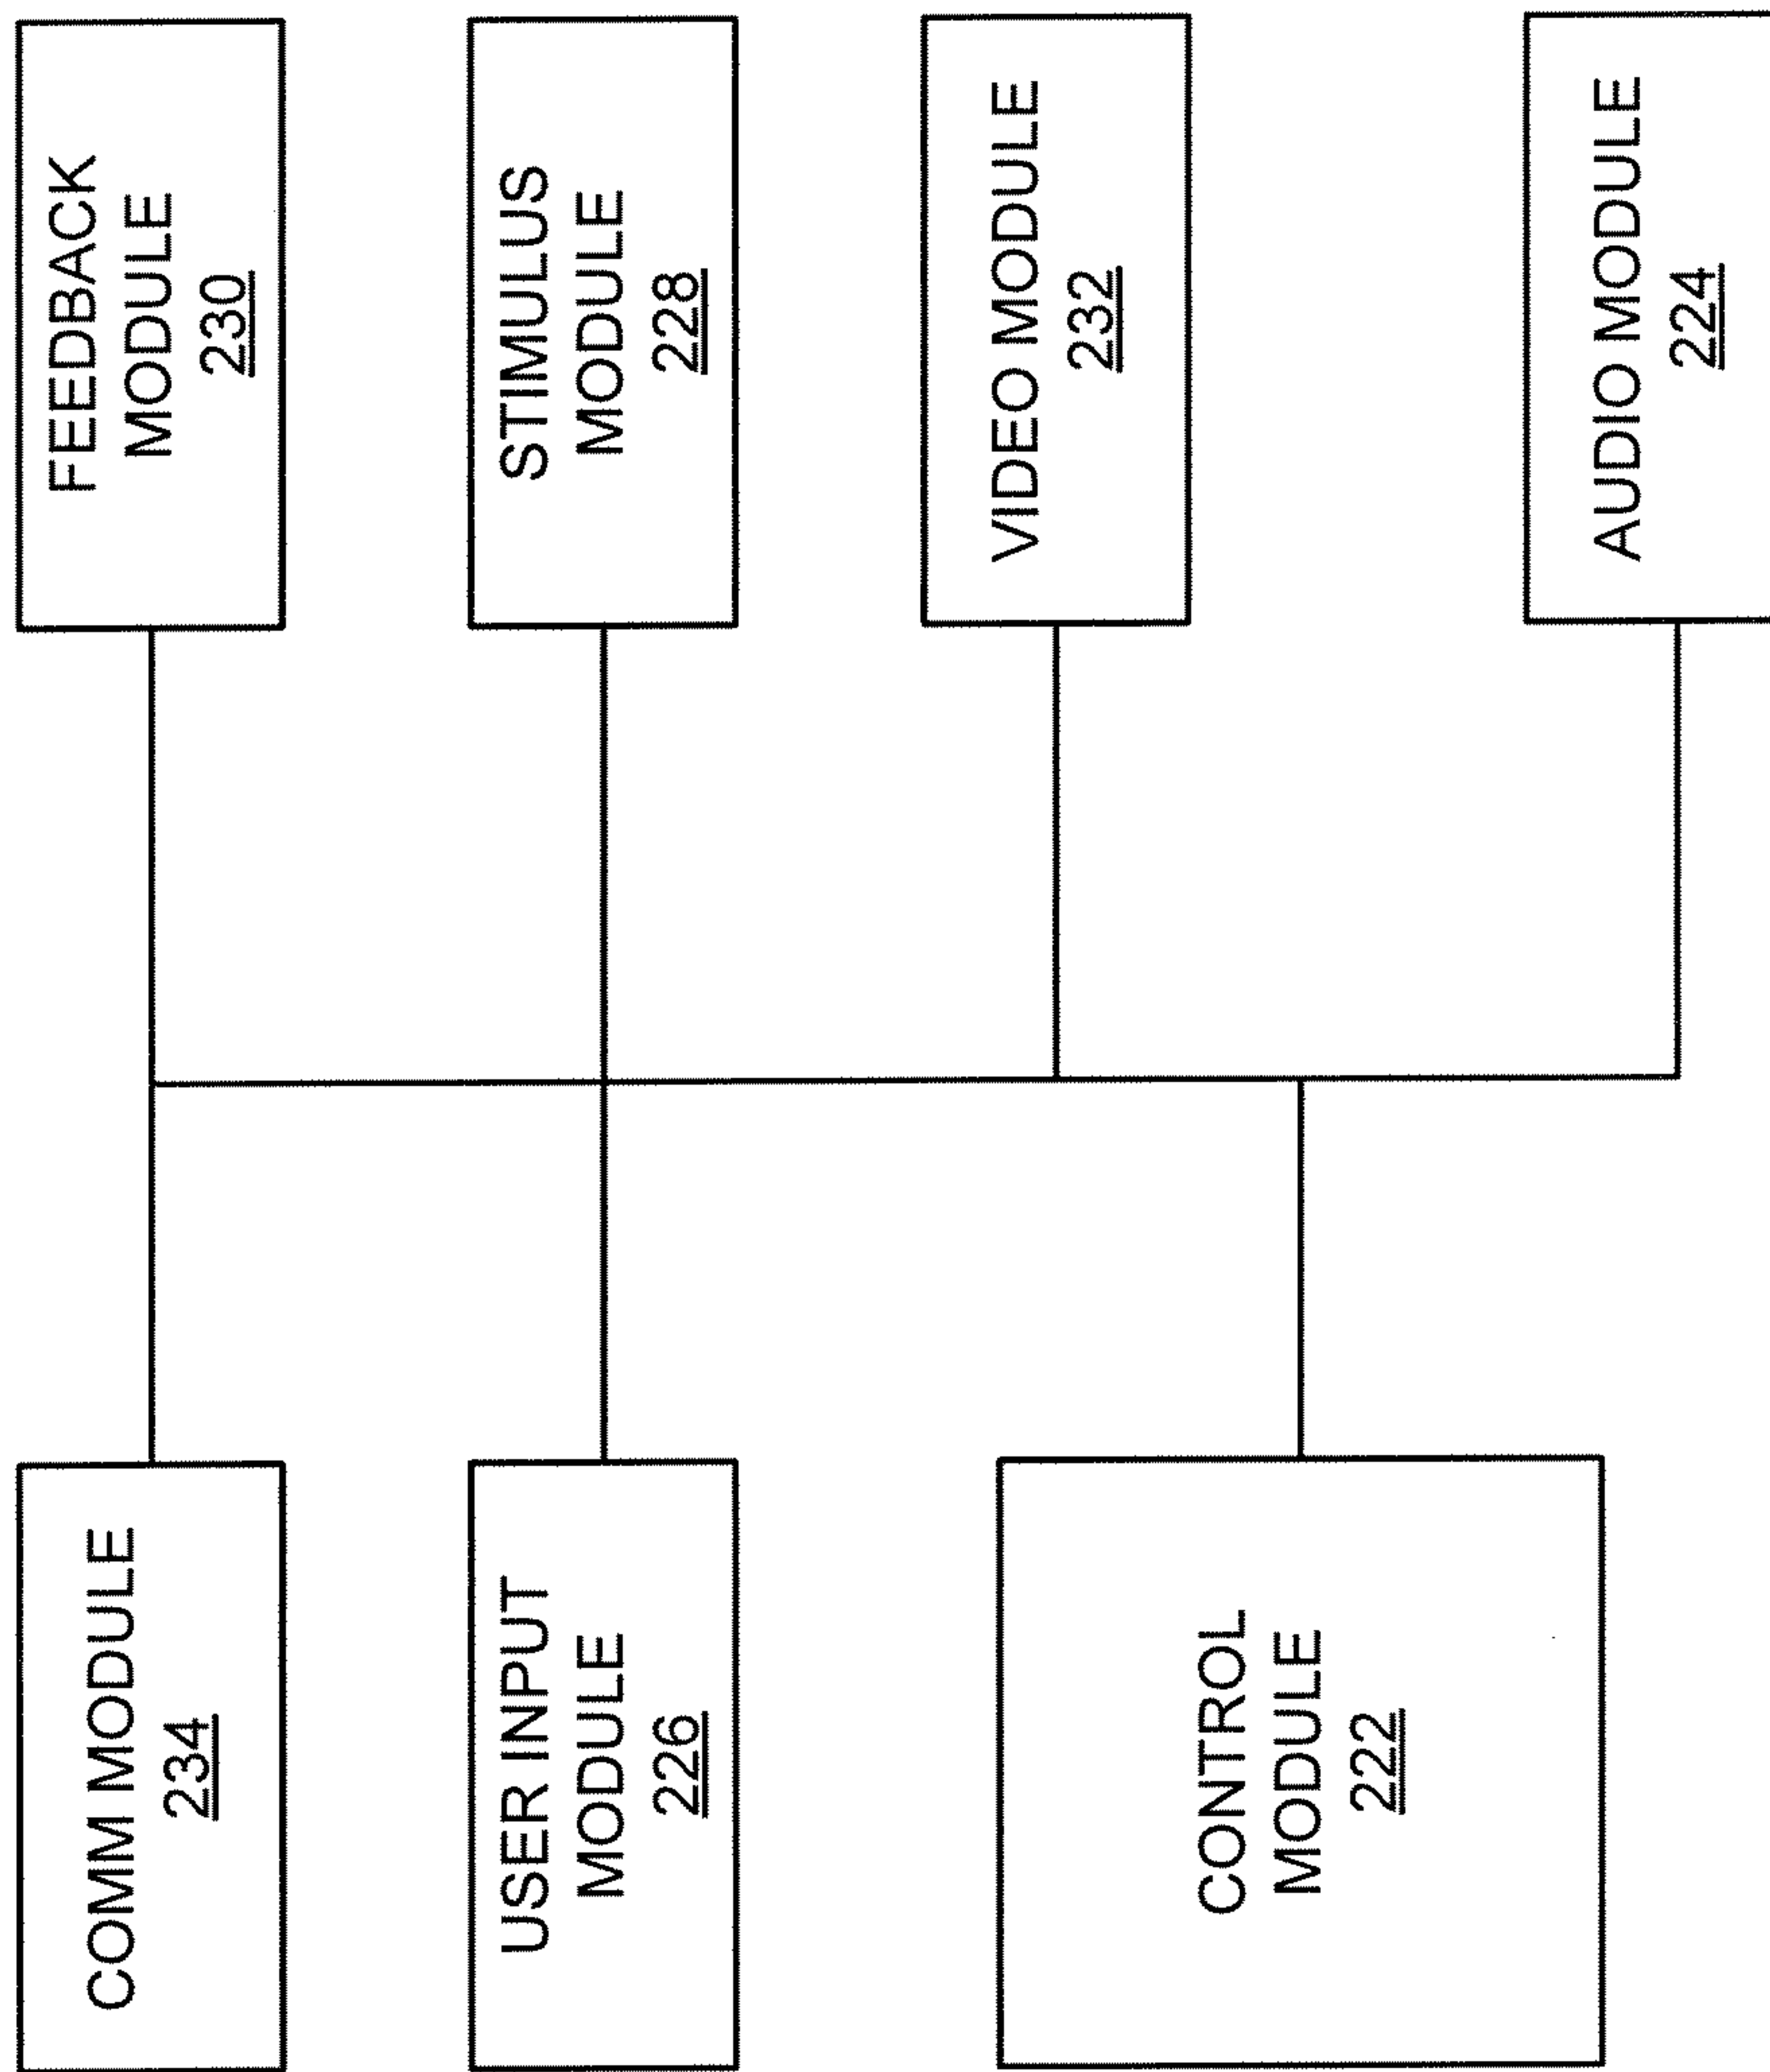 COMM MODULE
234
FEEDBACK
MODULE
230
USER INPUT
MODULE
226
STIMULUS
MODULE
228
VIDEO MODULE
232
CONTROL
MODULE
222
AUDIO MODULE
224